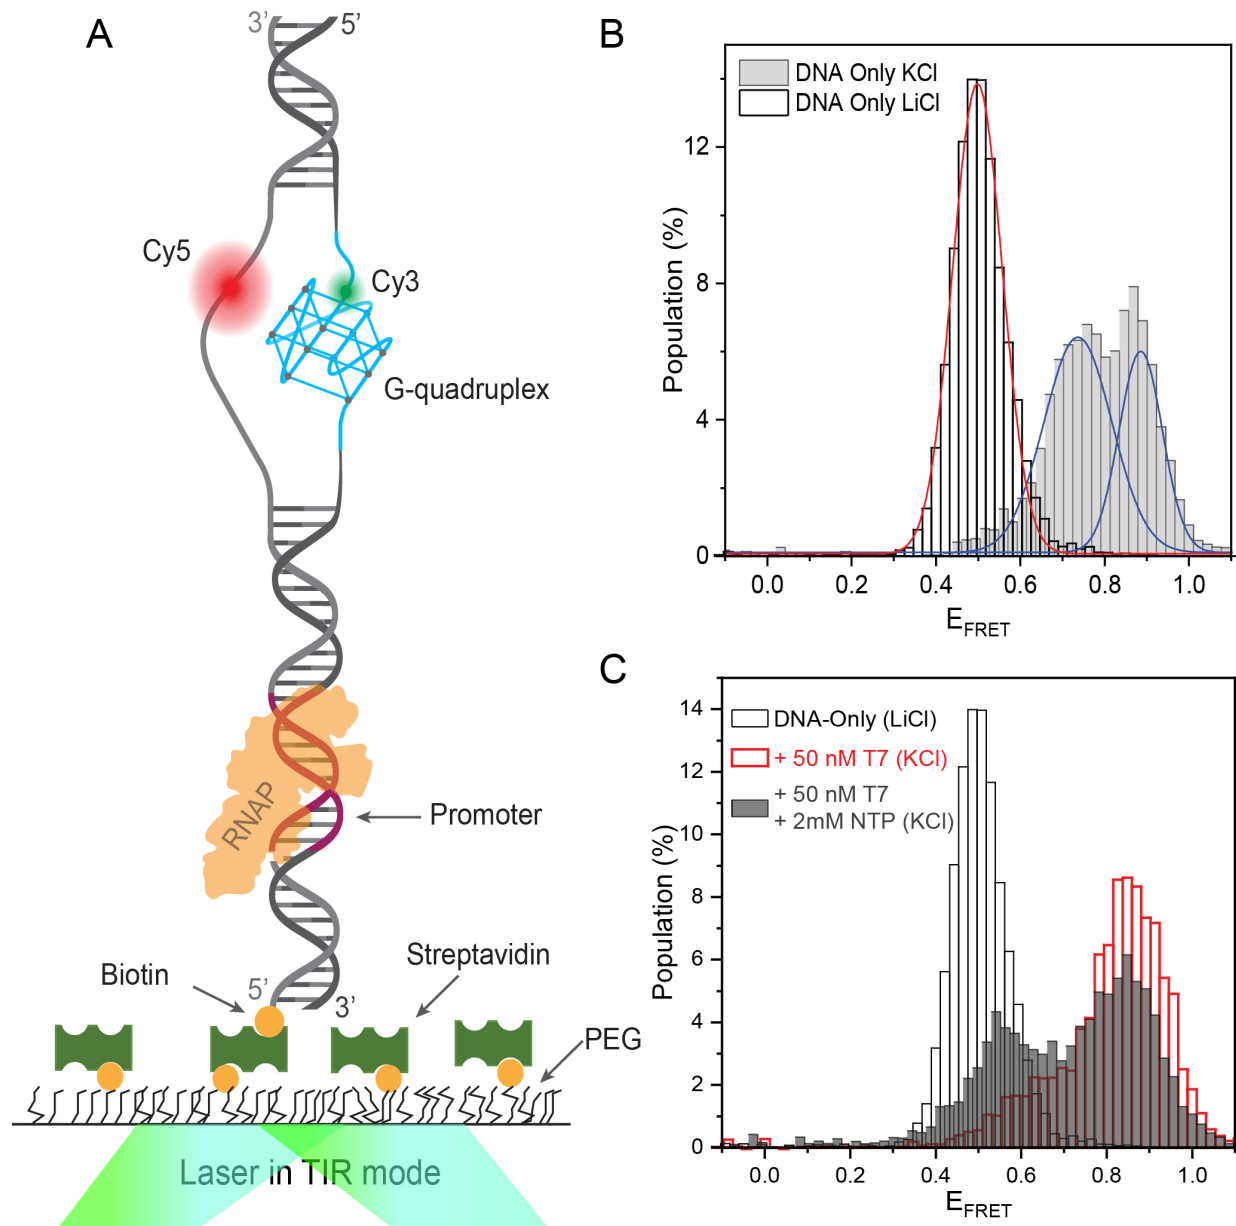 A
3’
5’
Cy5
Cy3
G-quadruplex
RNAP
Promoter
Biotin
Streptavidin
5’
3’
PEG
Laser in TIR mode
B
DNA Only KCl
DNA Only LiCl
Population (%)
12
8
4
0
0.0 0.2 0.4 0.6 0.8 1.0
EFRET
C
DNA-Only (LiCl)
+ 50 nM T7 (KCl)
+ 50 nM T7
+ 2mM NTP (KCl)
Population (%)
14
12
14
8
6
4
2
0
0.0 0.2 0.4 0.6 0.8 1.0
EFRET